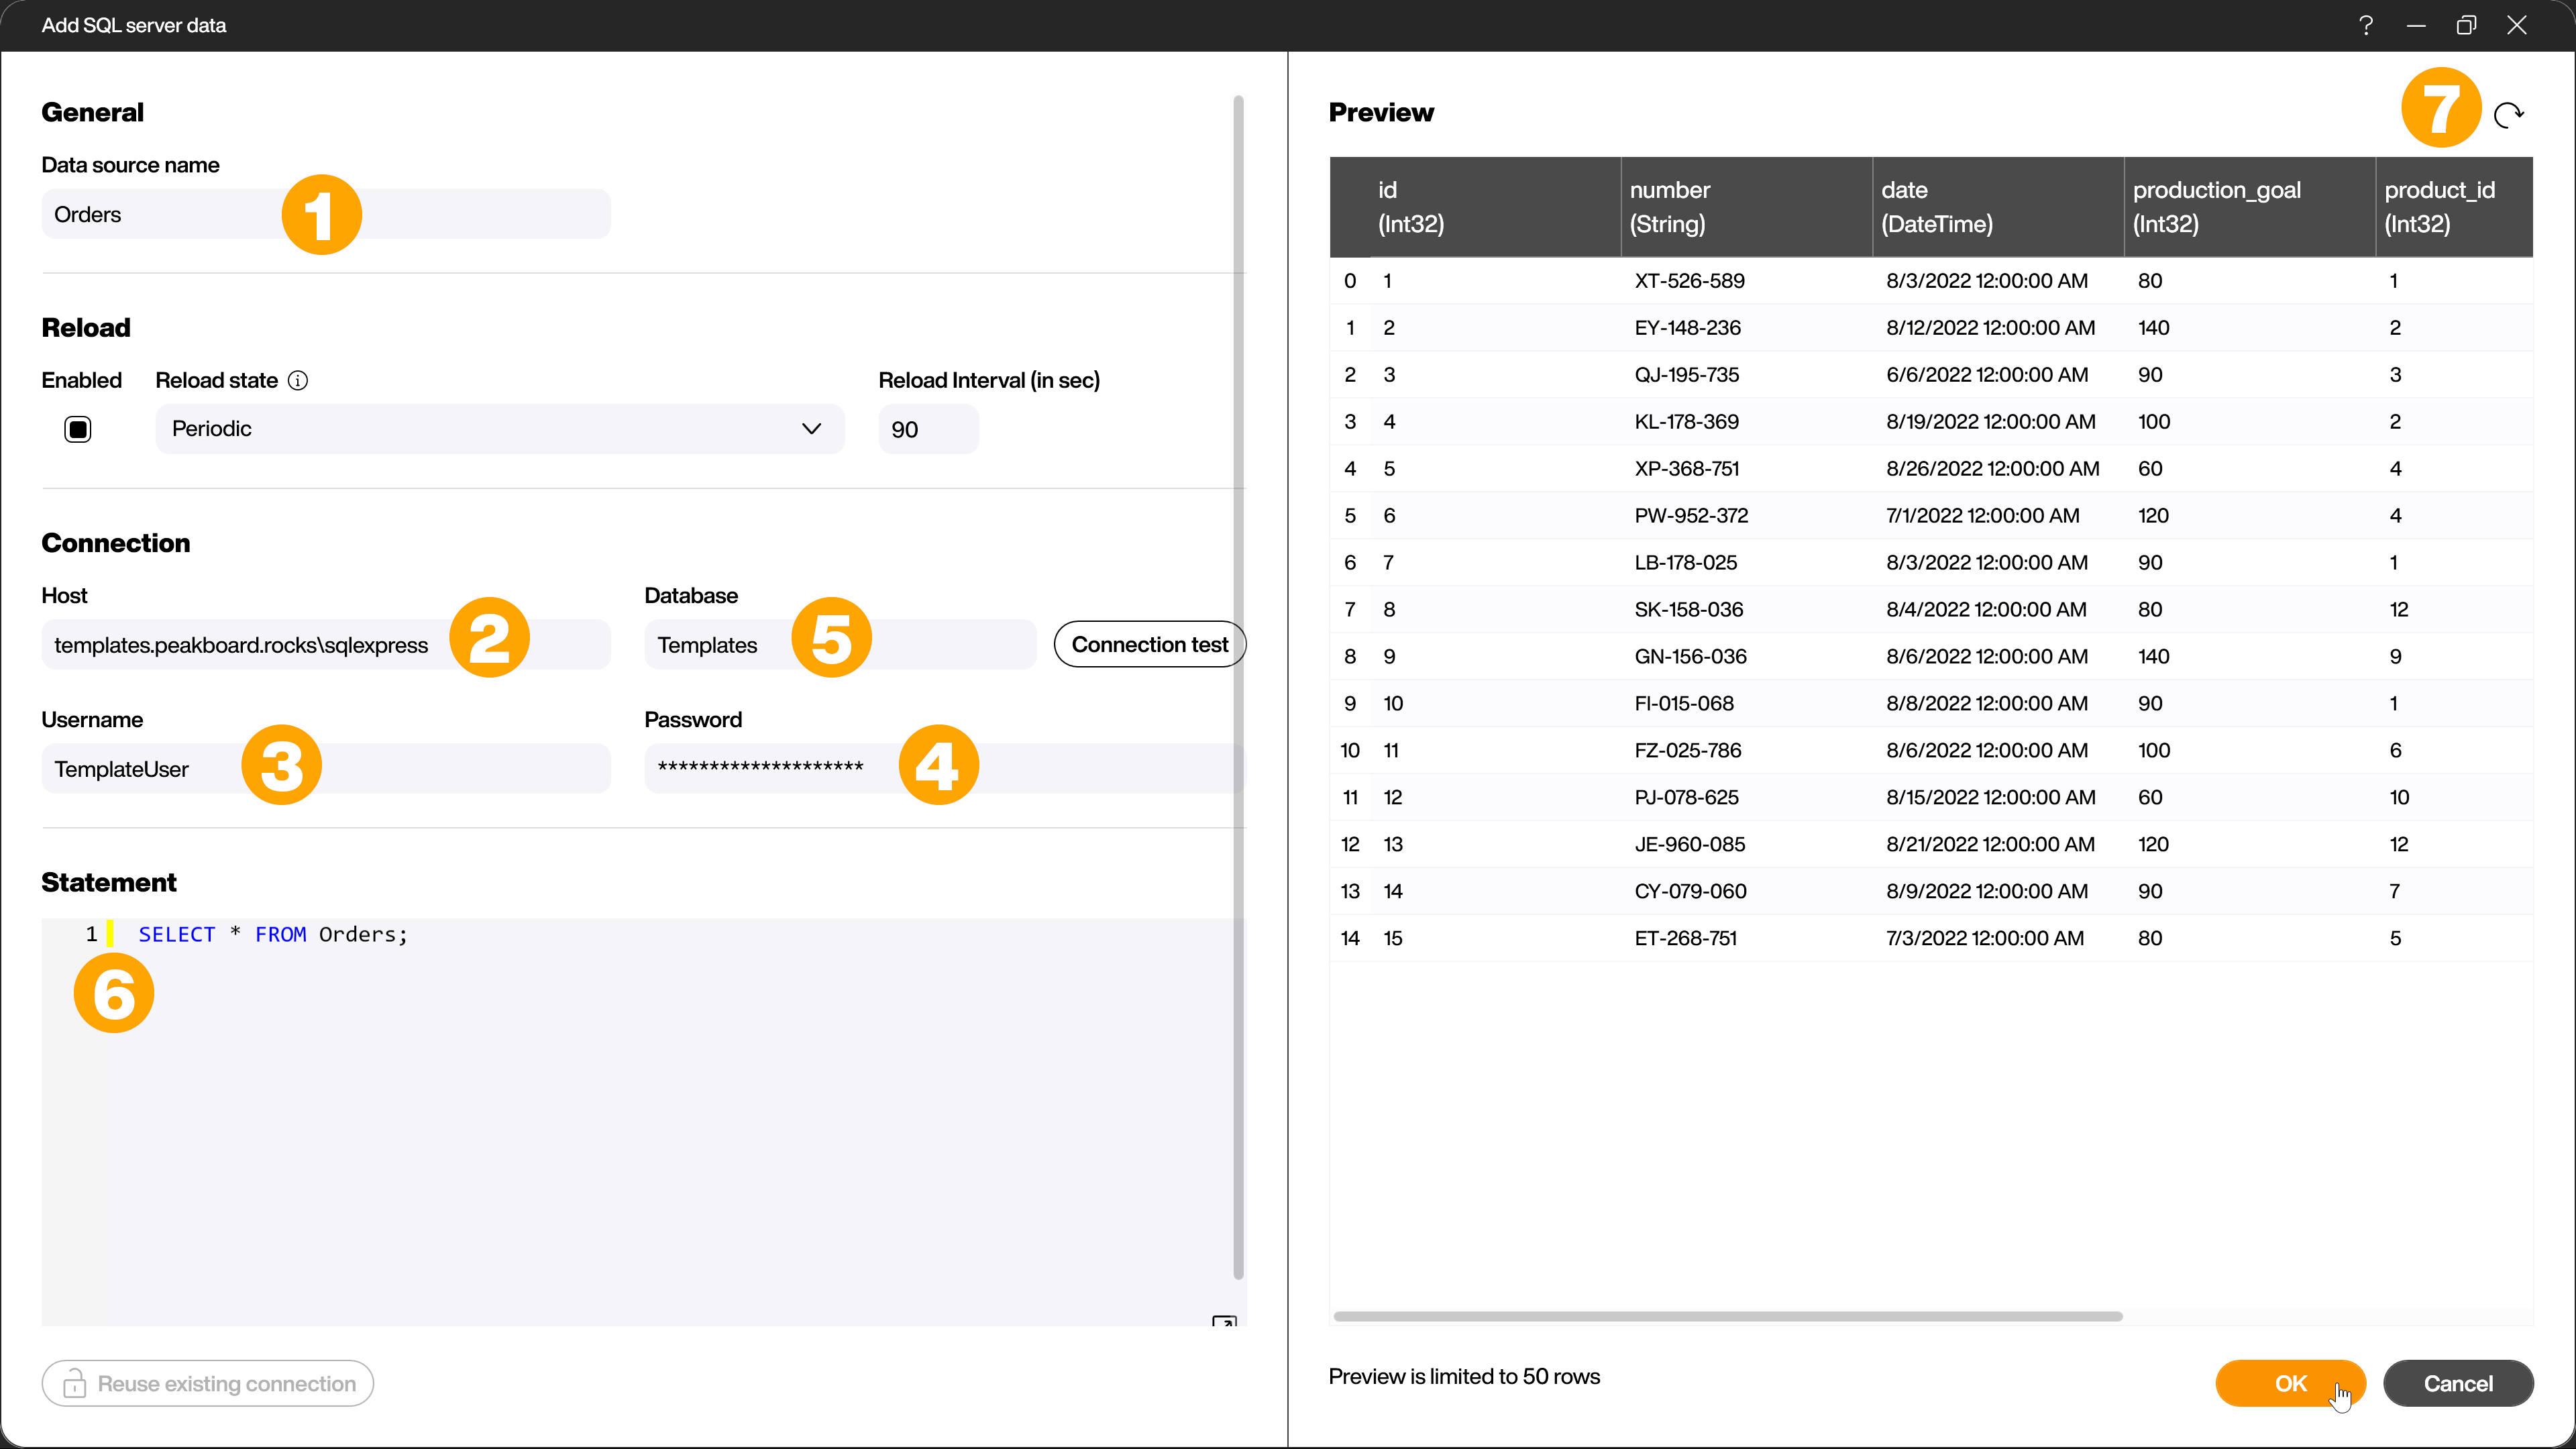 Add SQL server data
General
Data source name
Orders 1
Reload
Enabled Reload state Reload Interval (in sec)
Periodic 90
Connection
Host Database
templates.peakboard.rocks\sqlexpress 2 Templates 5 Connection test
Username Password
TemplateUser 3 ******************** 4
Statement
1 SELECT * FROM Orders;
6
Reuse existing connection
Preview 7
id number date production_goal product_id
(Int32) (String) (DateTime) (Int32) (Int32)
0 1 XT-526-589 8/3/2022 12:00:00 AM 80 1
1 2 EY-148-236 8/12/2022 12:00:00 AM 140 2
2 3 QJ-195-735 6/6/2022 12:00:00 AM 90 3
3 4 KL-178-369 8/19/2022 12:00:00 AM 100 2
4 5 XP-368-751 8/26/2022 12:00:00 AM 60 4
5 6 PW-952-372 7/1/2022 12:00:00 AM 120 4
6 7 LB-178-025 8/3/2022 12:00:00 AM 90 1
7 8 SK-158-036 8/4/2022 12:00:00 AM 80 12
8 9 GN-156-036 8/6/2022 12:00:00 AM 140 9
9 10 FI-015-068 8/8/2022 12:00:00 AM 90 1
10 11 FZ-025-786 8/6/2022 12:00:00 AM 100 6
11 12 PJ-078-625 8/15/2022 12:00:00 AM 60 10
12 13 JE-960-085 8/21/2022 12:00:00 AM 120 12
13 14 CY-079-060 8/9/2022 12:00:00 AM 90 7
14 15 ET-268-751 7/3/2022 12:00:00 AM 80 5
Preview is limited to 50 rows
OK Cancel